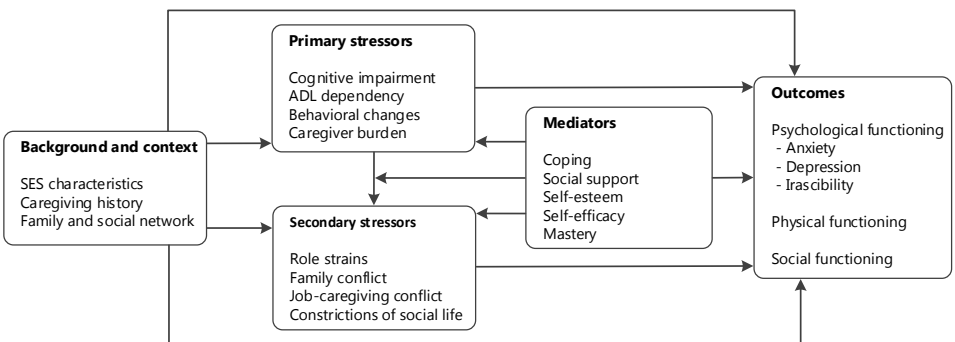 Background and context
SES characteristics
Caregiving history
Family and social network
Primary stressors
Cognitive impairment
ADL dependency
Behavioral changes
Caregiver burden
Secondary stressors
Role strains
Family conflict
Job-caregiving conflict
Constrictions of social life
Mediators
Coping
Social support
Self-esteem
Self-efficacy
Mastery
Outcomes
Psychological functioning
- Anxiety
- Depression
- Irascibility
Physical functioning
Social functioning